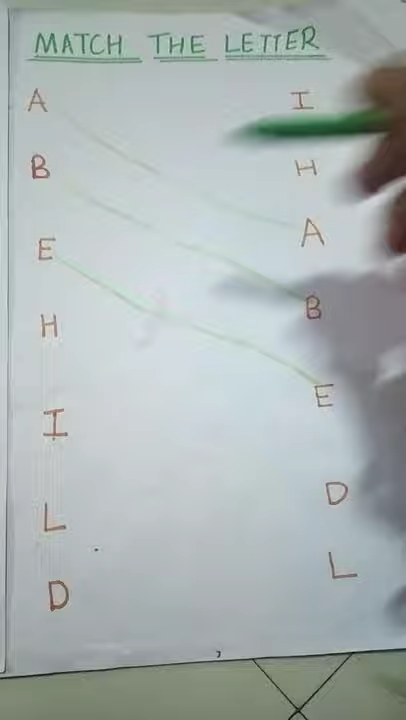 MATCH THE LETTER
A I
B H
E A
H B
I E
L D
D L